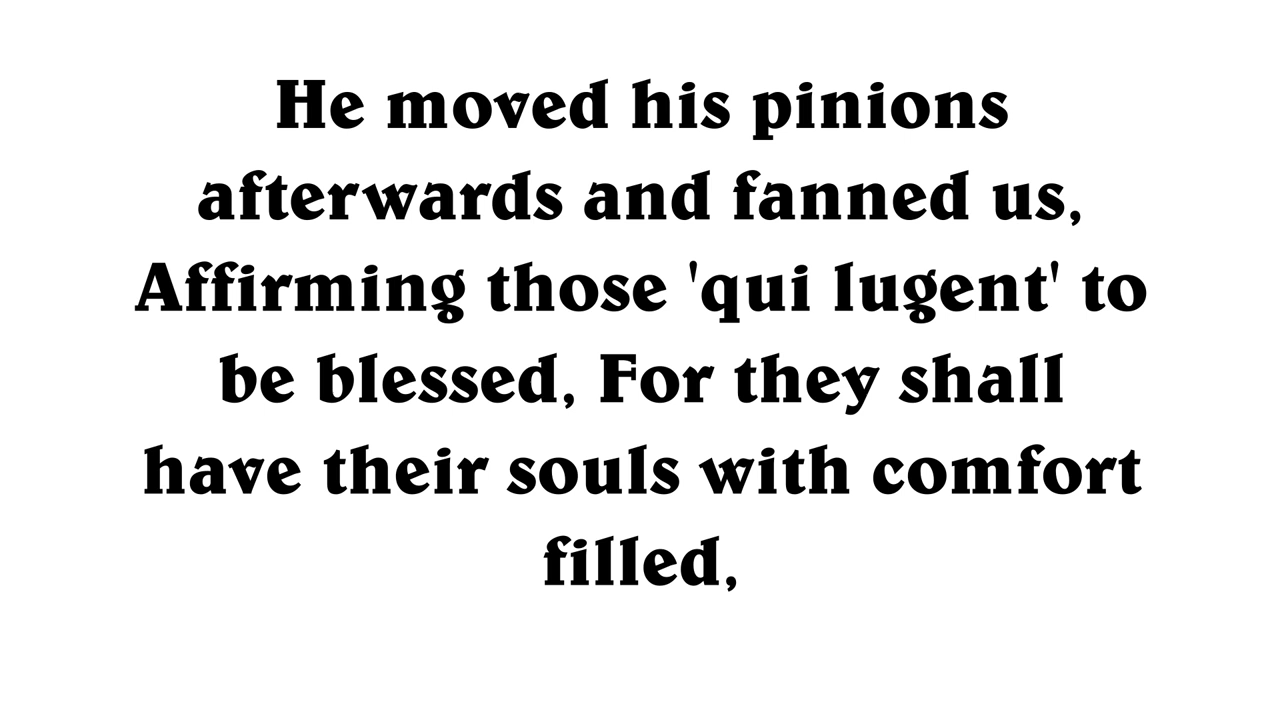 He moved his pinions
afterwards and fanned us,
Affirming those 'qui lugent' to
be blessed, For they shall
have their souls with comfort
filled,